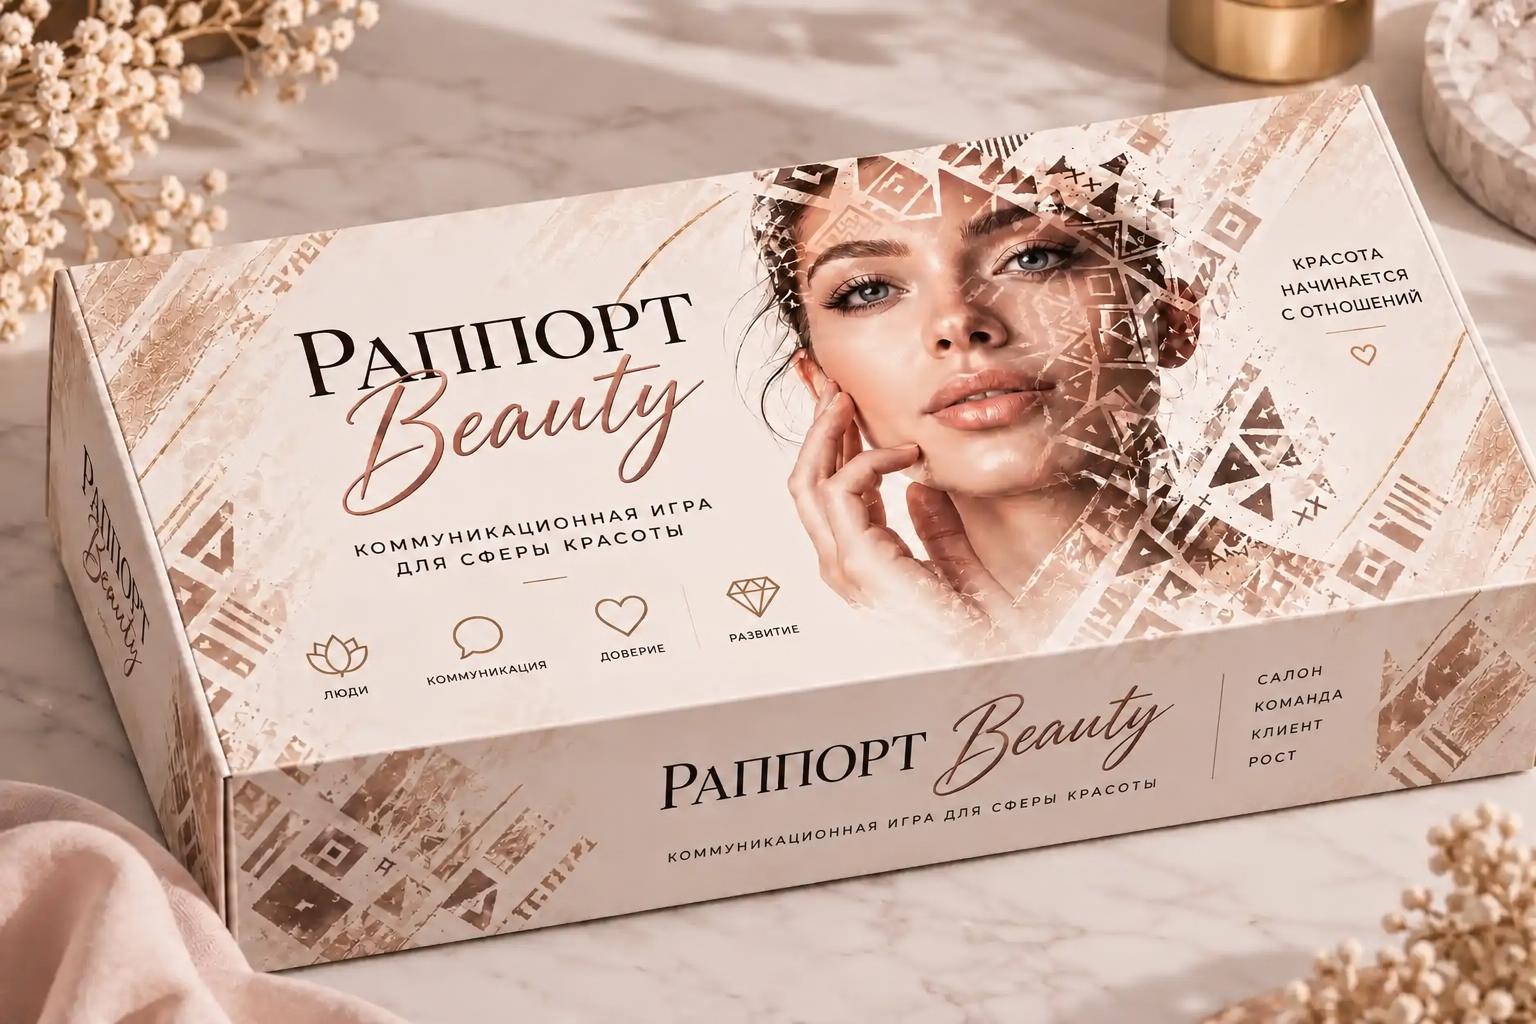 РАППОРТ
Beauty
КОММУНИКАЦИОННАЯ ИГРА
ДЛЯ СФЕРЫ КРАСОТЫ
ЛЮДИ
КОММУНИКАЦИЯ
ДОВЕРИЕ
РАЗВИТИЕ
КРАСОТА
НАЧИНАЕТСЯ
С ОТНОШЕНИЙ
РАППОРТ
Beauty
РАППОРТ Beauty
КОММУНИКАЦИОННАЯ ИГРА ДЛЯ СФЕРЫ КРАСОТЫ
САЛОН
КОМАНДА
КЛИЕНТ
РОСТ